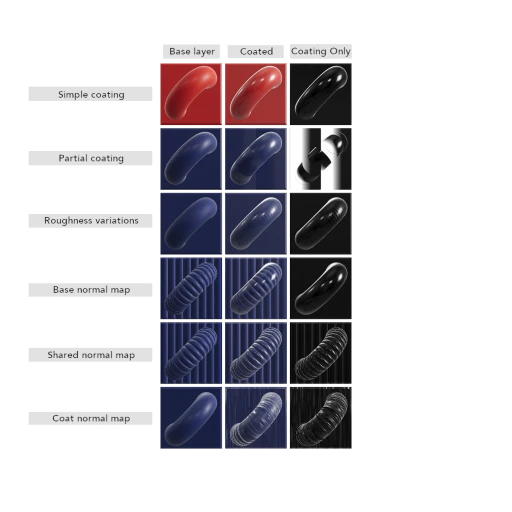 Base layer
Coated
Coating Only
Simple coating
Partial coating
Roughness variations
Base normal map
Shared normal map
Coat normal map